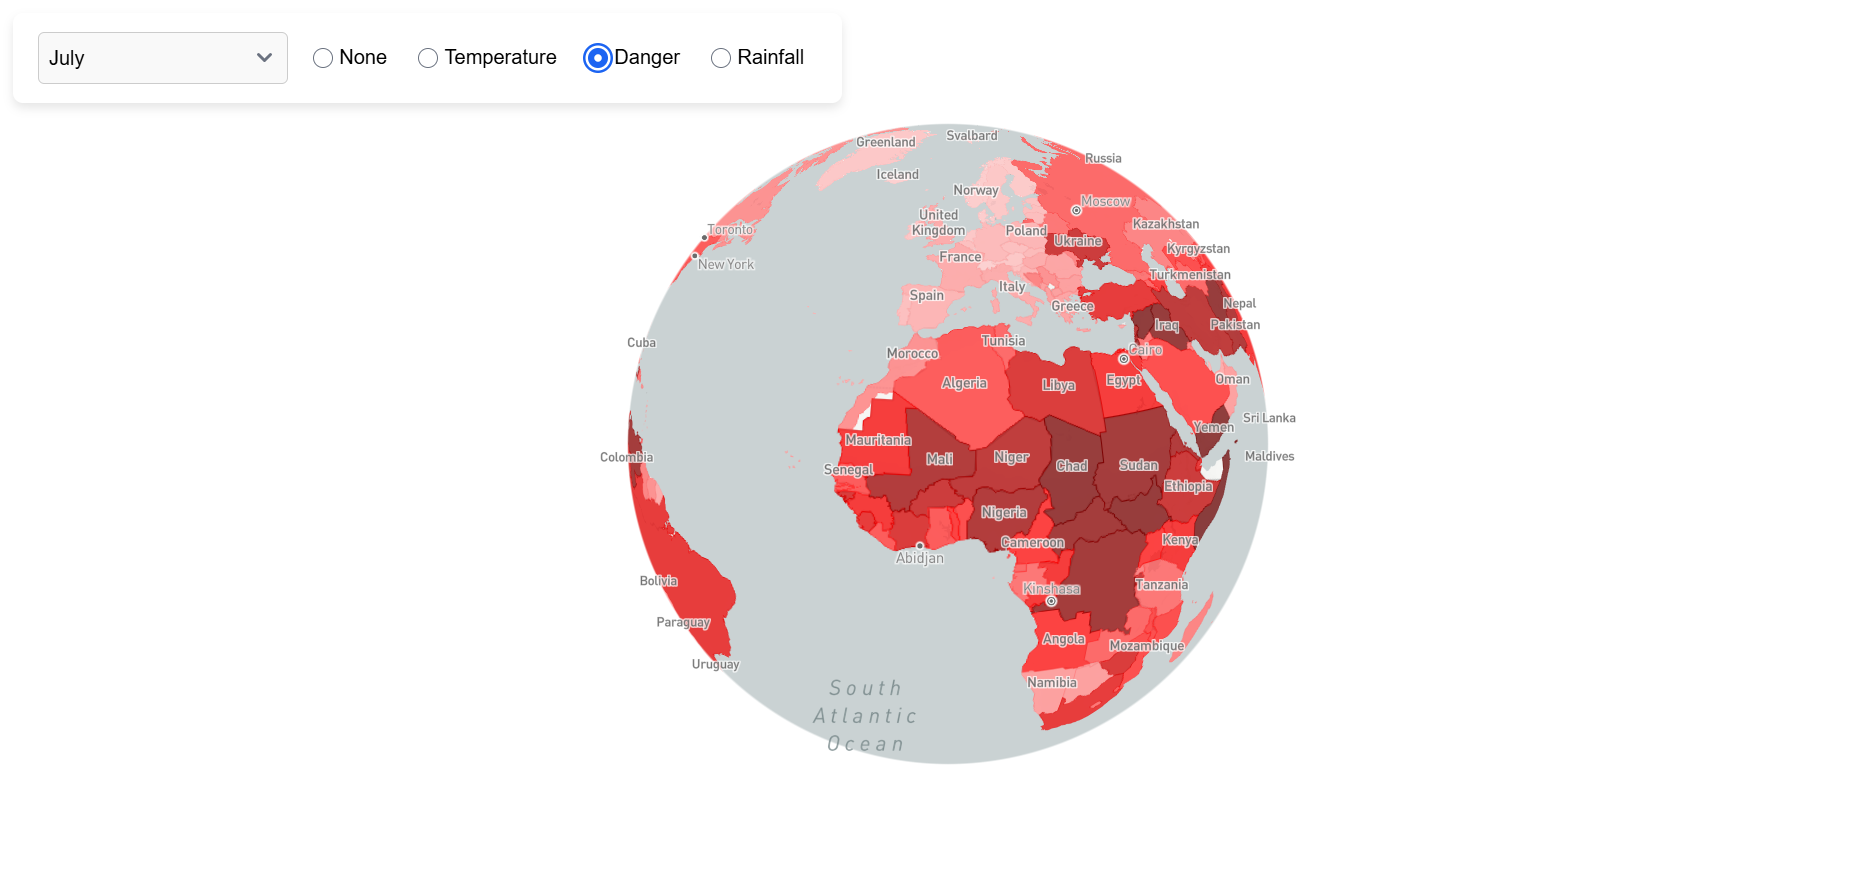 July
None
Temperature
Danger
Rainfall
Greenland
Svalbard
Russia
Iceland
Norway
Moscow
United
Kingdom
Toronto
Poland
Ukraine
Kazakhstan
Kyrgyzstan
New York
France
Turkmenistan
Italy
Spain
Greece
Nepal
Iraq
Pakistan
Cuba
Tunisia
Morocco
Cairo
Algeria
Libya
Egypt
Oman
Sri Lanka
Yemen
Mauritania
Colombia
Mali
Niger
Chad
Sudan
Maldives
Senegal
Ethiopia
Nigeria
Cameroon
Kenya
Abidjan
Bolivia
Kinshasa
Tanzania
Paraguay
Angola
Mozambique
Uruguay
Namibia
South
Atlantic
Ocean